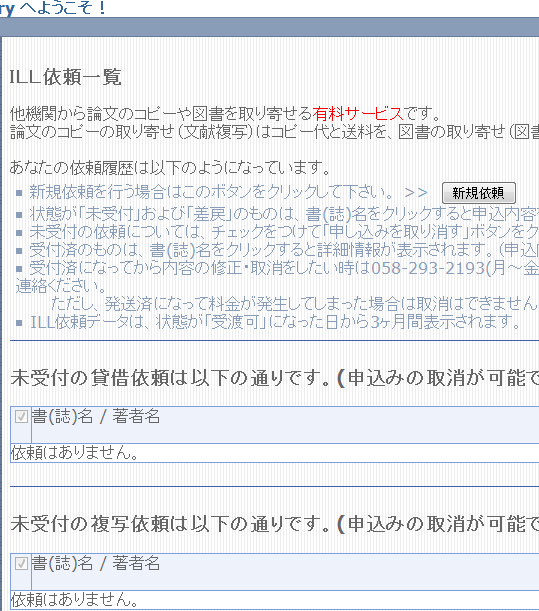 ry へようこそ！
ILL依頼一覧
他機関から論文のコピーや図書を取り寄せる有料サービスです。
論文のコピーの取り寄せ（文献複写）はコピー代と送料を、図書の取り寄せ（図書
あなたの依頼履歴は以下のようになっています。
新規依頼を行う場合はこのボタンをクリックして下さい。 >> 新規依頼
状態が「未受付」および「差戻」のものは、書(誌)名をクリックすると申込内容
未受付の依頼については、チェックをつけて「申し込みを取り消す」ボタンをク
受付済のものは、書(誌)名をクリックすると詳細情報が表示されます。（申込
受付済になってから内容の修正・取消をしたい時は058-293-2193(月～金
連絡ください。
ただし、発送済になって料金が発生してしまった場合は取消はできません
ILL依頼データは、状態が「受渡可」になった日から3ヶ月間表示されます。
未受付の貸借依頼は以下の通りです。(申込みの取消が可能で
書(誌)名 / 著者名
依頼はありません。
未受付の複写依頼は以下の通りです。(申込みの取消が可能で
書(誌)名 / 著者名
依頼はありません。